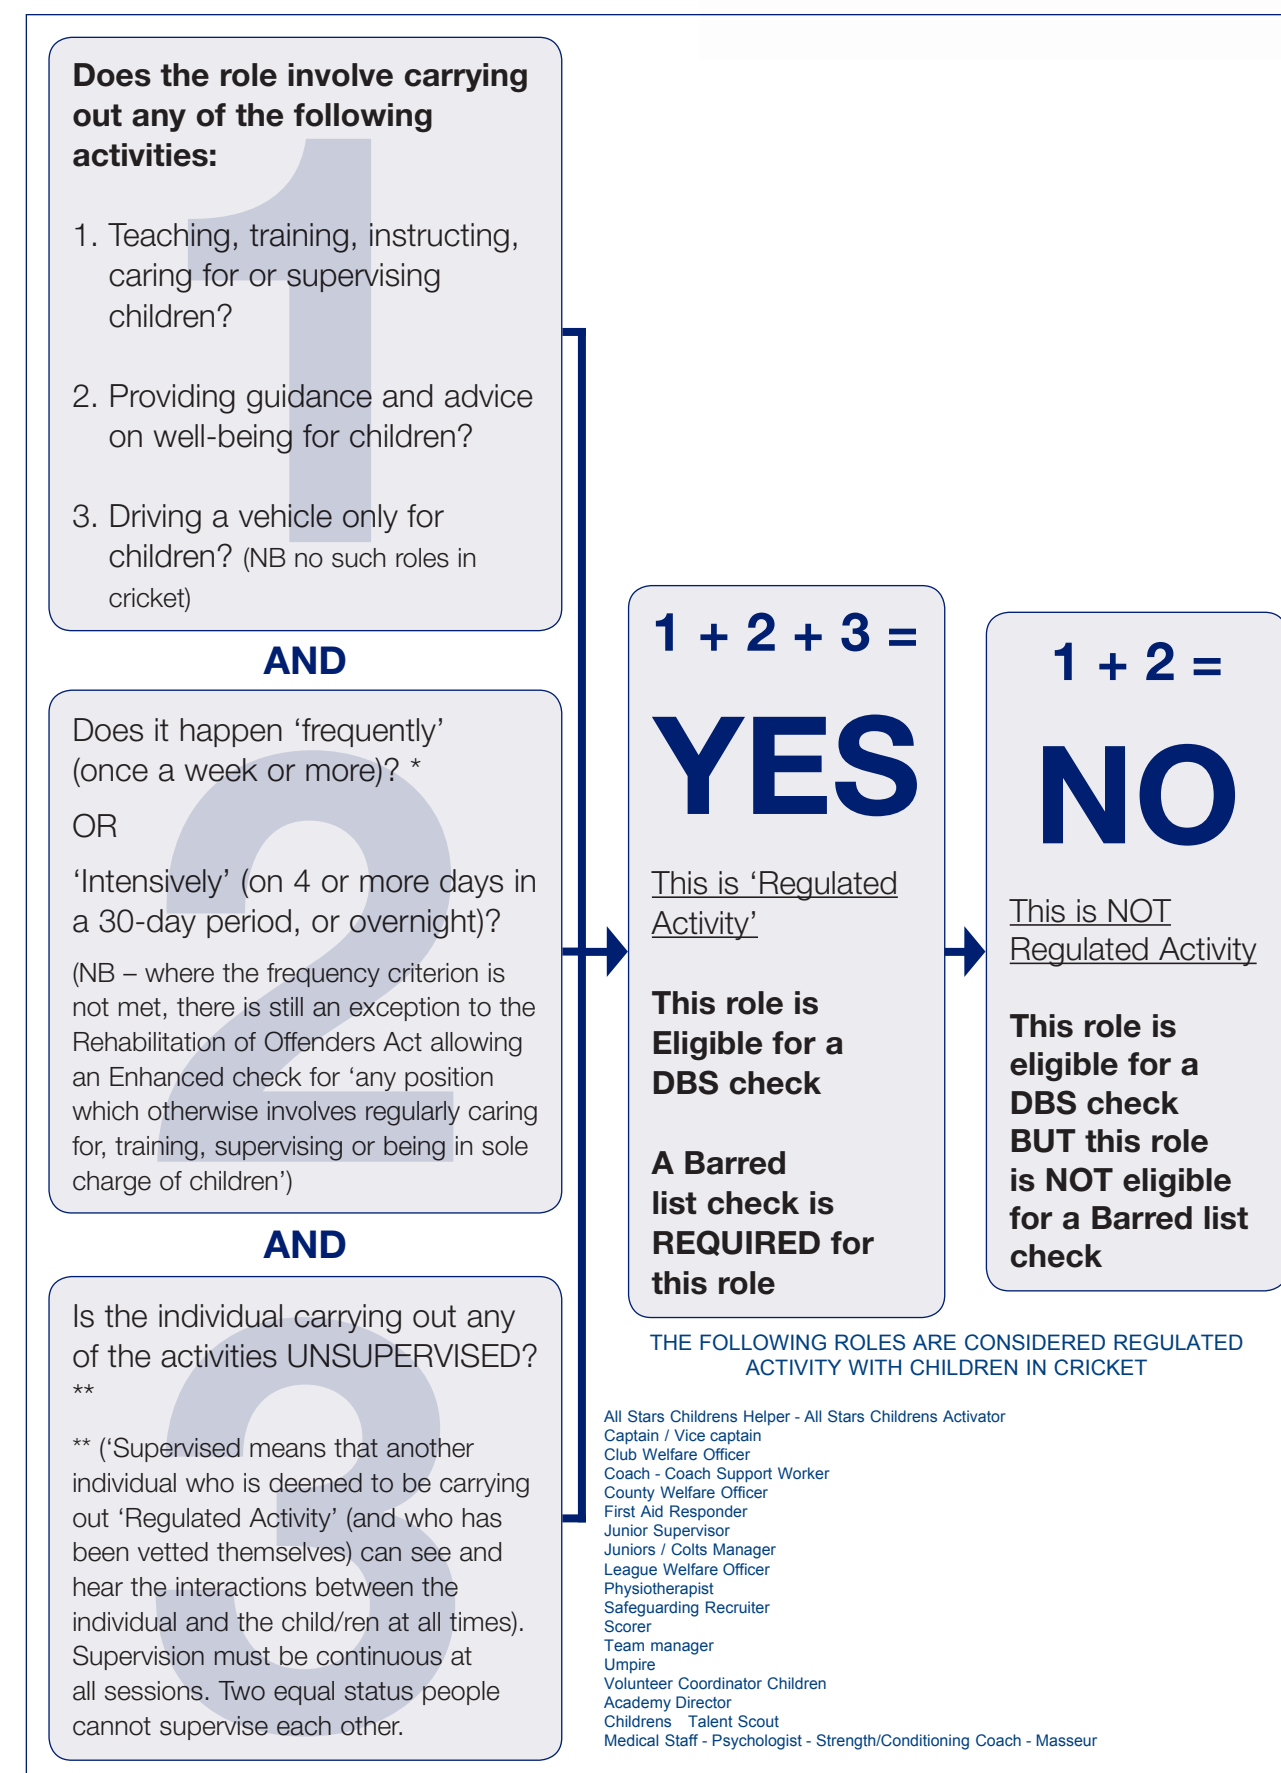 Does the role involve carrying
out any of the following
activities:
1. Teaching, training, instructing,
caring for or supervising
children?
2. Providing guidance and advice
on well-being for children?
3. Driving a vehicle only for
children? (NB no such roles in
cricket)
1
AND
Does it happen ‘frequently’
(once a week or more)? *
OR
‘Intensively’ (on 4 or more days in
a 30-day period, or overnight)?
(NB – where the frequency criterion is
not met, there is still an exception to the
Rehabilitation of Offenders Act allowing
an Enhanced check for ‘any position
which otherwise involves regularly caring
for, training, supervising or being in sole
charge of children’)
2
AND
Is the individual carrying out any
of the activities UNSUPERVISED?
**
** (‘Supervised means that another
individual who is deemed to be carrying
out ‘Regulated Activity’ (and who has
been vetted themselves) can see and
hear the interactions between the
individual and the child/ren at all times).
Supervision must be continuous at
all sessions. Two equal status people
cannot supervise each other.
3
1 + 2 + 3 =
YES
This is ‘Regulated
Activity’
This role is
Eligible for a
DBS check
A Barred
list check is
REQUIRED for
this role
1 + 2 =
NO
This is NOT
Regulated Activity
This role is
eligible for a
DBS check
BUT this role
is NOT eligible
for a Barred list
check
THE FOLLOWING ROLES ARE CONSIDERED REGULATED
ACTIVITY WITH CHILDREN IN CRICKET
All Stars Childrens Helper - All Stars Childrens Activator
Captain / Vice captain
Club Welfare Officer
Coach - Coach Support Worker
County Welfare Officer
First Aid Responder
Junior Supervisor
Juniors / Colts Manager
League Welfare Officer
Physiotherapist
Safeguarding Recruiter
Scorer
Team manager
Umpire
Volunteer Coordinator Children
Academy Director
Childrens Talent Scout
Medical Staff - Psychologist - Strength/Conditioning Coach - Masseur